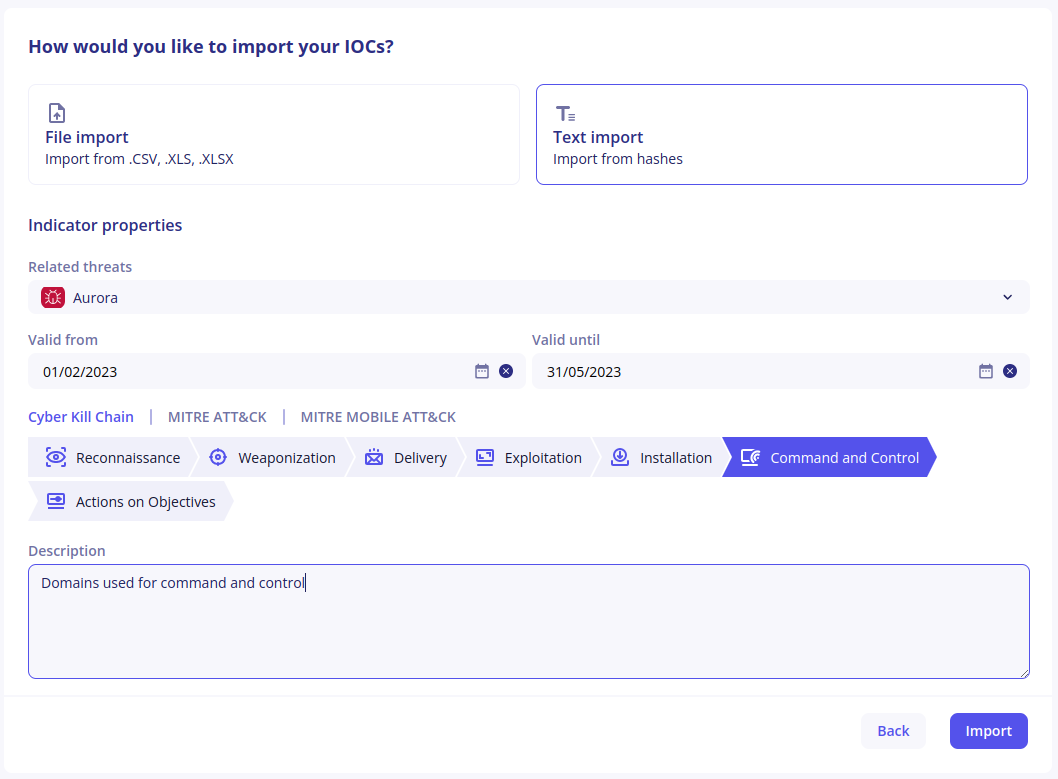 How would you like to import your IOCs?
File import
Import from .CSV, .XLS, .XLSX
Text import
Import from hashes
Indicator properties
Related threats
Aurora
Valid from
Valid until
01/02/2023
31/05/2023
Cyber Kill Chain | MITRE ATT&CK | MITRE MOBILE ATT&CK
Reconnaissance Weaponization Delivery Exploitation Installation Command and Control
Actions on Objectives
Description
Domains used for command and control
Back Import